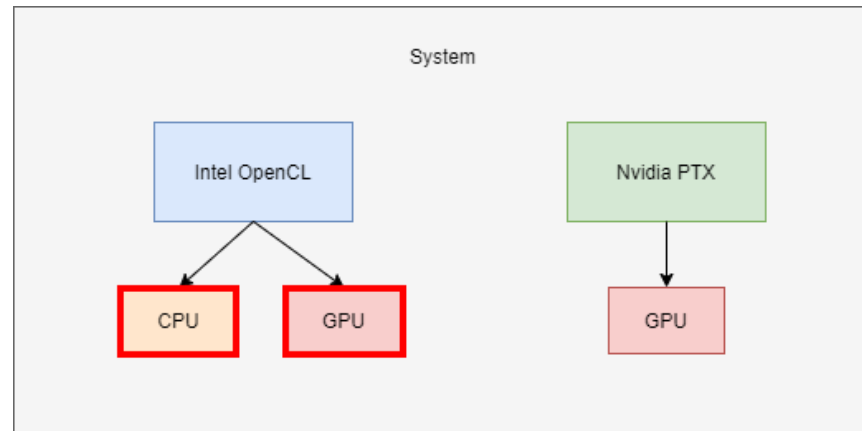 System
Intel OpenCL
Nvidia PTX
CPU
GPU
GPU